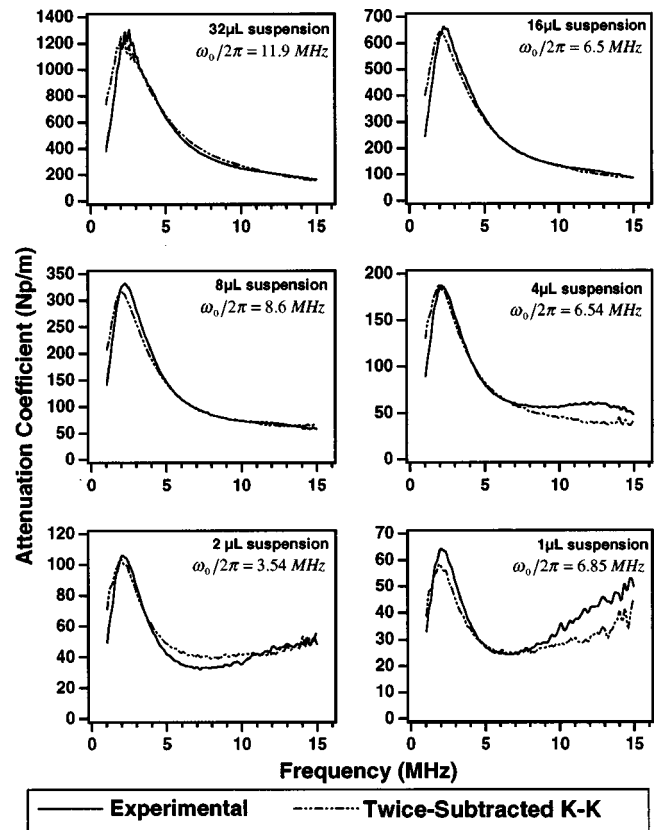 32µL suspension
ω₀/2π = 11.9 MHz
1400
1200
1000
800
600
400
200
0
0 5 10 15
16µL suspension
ω₀/2π = 6.5 MHz
700
600
500
400
300
200
100
0
0 5 10 15
8µL suspension
ω₀/2π = 8.6 MHz
350
300
250
200
150
100
50
0
0 5 10 15
4µL suspension
ω₀/2π = 6.54 MHz
200
150
100
50
0
0 5 10 15
2 µL suspension
ω₀/2π = 3.54 MHz
120
100
80
60
40
20
0
0 5 10 15
1µL suspension
ω₀/2π = 6.85 MHz
70
60
50
40
30
20
10
0
0 5 10 15
Attenuation Coefficient (Np/m)
Frequency (MHz)
Experimental Twice-Subtracted K-K